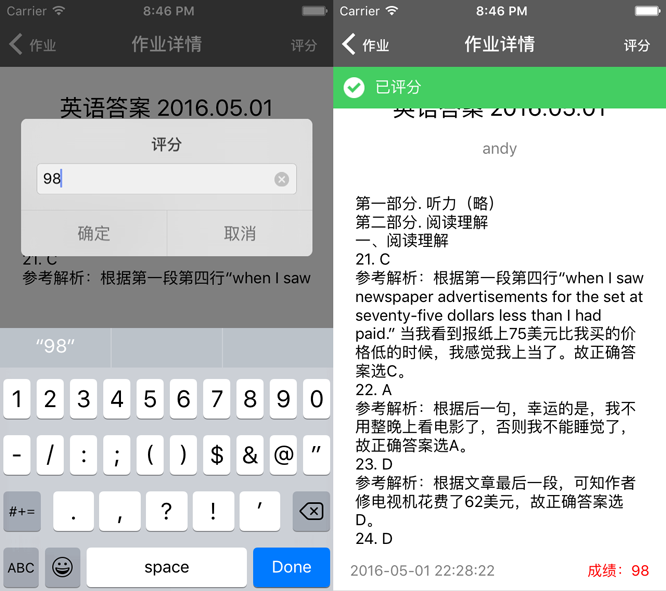 Carrier 8:46 PM
作业 作业详情 评分
英语答案 2016.05.01
评分
98
确定 取消
21. C
参考解析：根据第一段第四行“when I saw
“98”
1 2 3 4 5 6 7 8 9 0
- / : ; ( ) $ & @ ”
#+= . , ? ! ’
ABC space Done
Carrier 8:46 PM
作业 作业详情 评分
已评分
英语答案 2016.05.01
andy
第一部分. 听力（略）
第二部分. 阅读理解
一、阅读理解
21. C
参考解析：根据第一段第四行“when I saw
newspaper advertisements for the set at
seventy-five dollars less than I had
paid.” 当我看到报纸上75美元比我买的价
格低的时候，我感觉我上当了。故正确答
案选C。
22. A
参考解析：根据后一句，幸运的是，我不
用整晚上看电影了，否则我不能睡觉了，
故正确答案选A。
23. D
参考解析：根据文章最后一段，可知作者
修电视机花费了62美元，故正确答案选
D。
24. D
2016-05-01 22:28:22 成绩：98